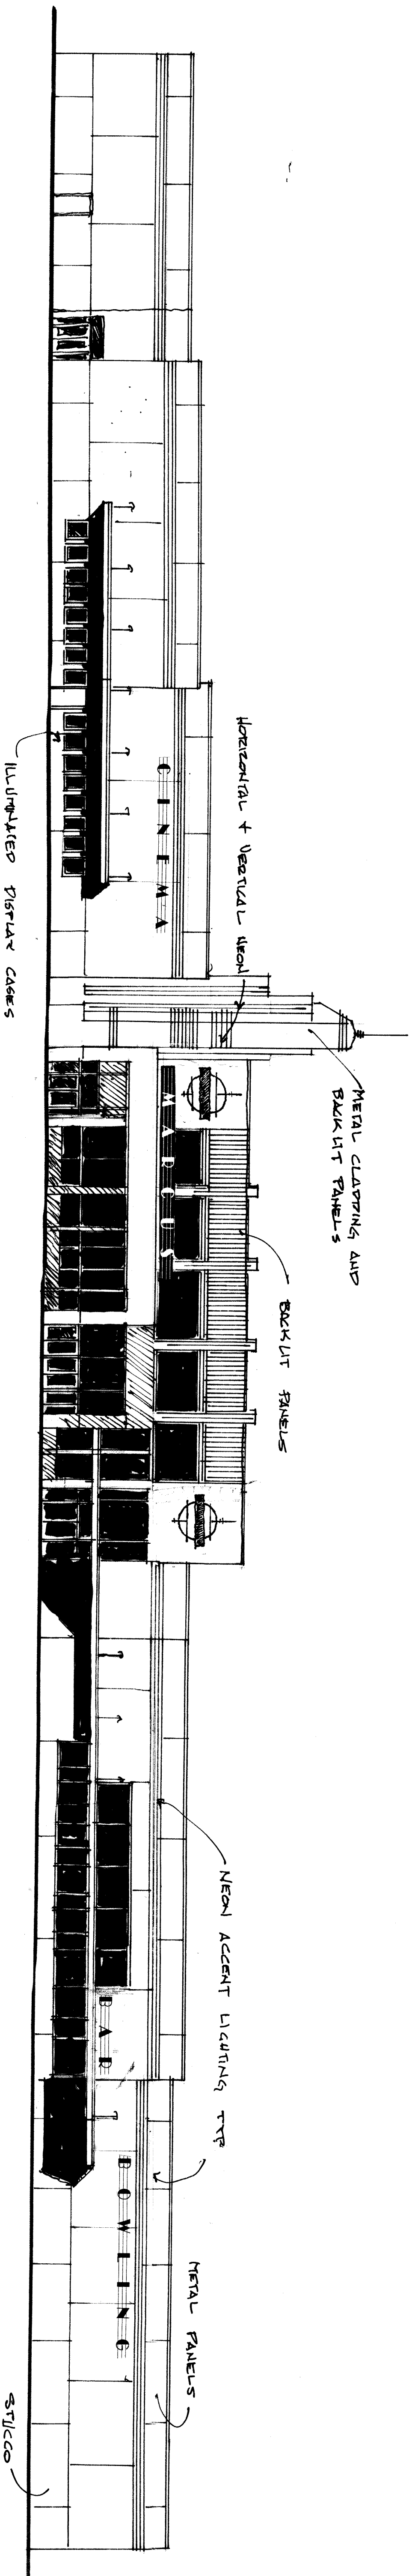 HORIZONTAL & VERTICAL NEON
METAL CLADDING AND
BACKLIT PANELS
BACKLIT PANELS
NEON ACCENT LIGHTING TYP
METAL PANELS
CINEMA
MADCUS
BAR
BOWLING
ILLUMINATED DISPLAY CASES
STUCCO